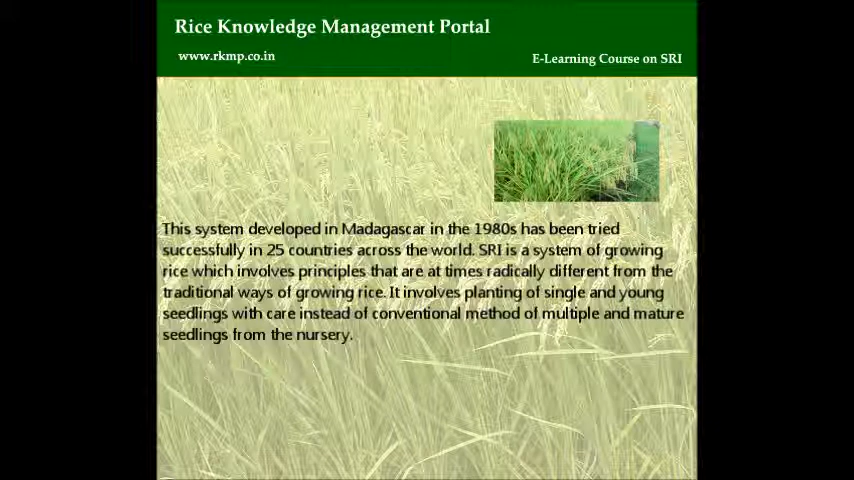 Rice Knowledge Management Portal
www.rkmp.co.in
E-Learning Course on SRI
This system developed in Madagascar in the 1980s has been tried
successfully in 25 countries across the world. SRI is a system of growing
rice which involves principles that are at times radically different from the
traditional ways of growing rice. It involves planting of single and young
seedlings with care instead of conventional method of multiple and mature
seedlings from the nursery.